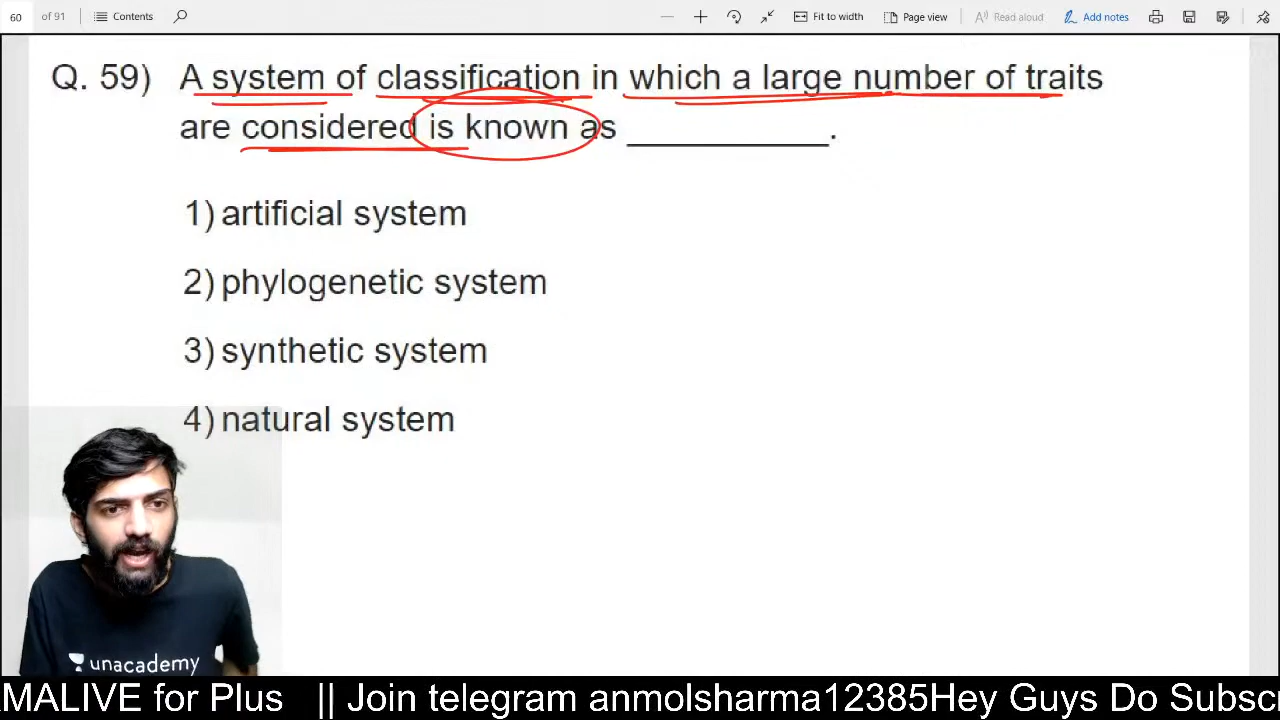 60 of 91 Contents Fit to width Page view Read aloud Add notes
Q. 59) A system of classification in which a large number of traits
are considered is known as __________.
1) artificial system
2) phylogenetic system
3) synthetic system
4) natural system
unacademy
MALIVE for Plus || Join telegram anmolsharma12385Hey Guys Do Subsc